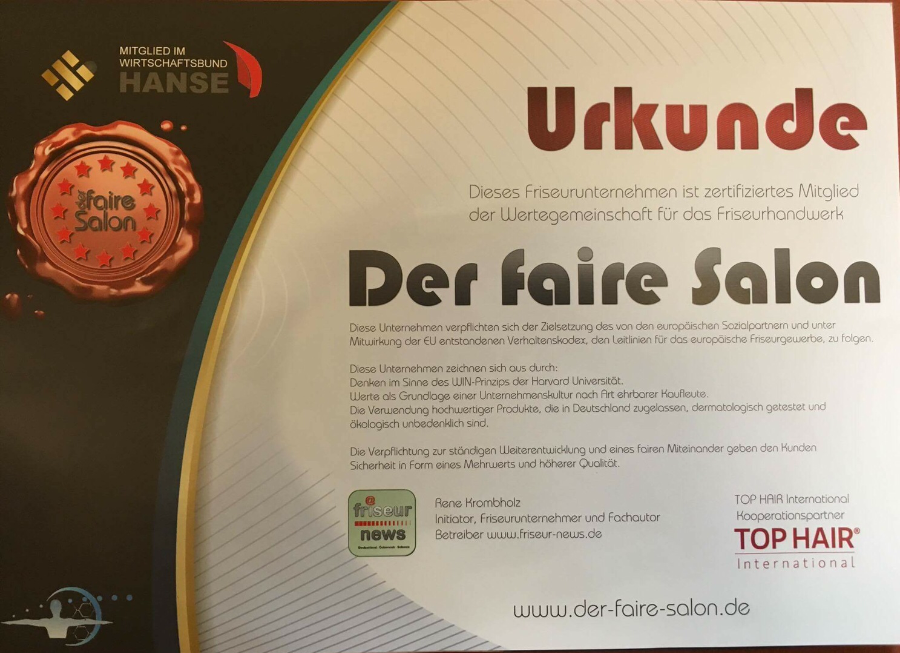 MITGLIED IM
WIRTSCHAFTSBUND
HANSE
der faire
Salon
Urkunde
Dieses Friseurunternehmen ist zertifiziertes Mitglied
der Wertegemeinschaft für das Friseurhandwerk
Der faire Salon
Diese Unternehmen verpflichten sich der Zielsetzung des von den europäischen Sozialpartnern und unter
Mitwirkung der EU entstandenen Verhaltenskodex, den Leitlinien für das europäische Friseurgewerbe, zu folgen.
Diese Unternehmen zeichnen sich aus durch:
Denken im Sinne des WIN-Prinzips der Harvard Universität.
Werte als Grundlage einer Unternehmenskultur nach Art ehrbarer Kaufleute.
Die Verwendung hochwertiger Produkte, die in Deutschland zugelassen, dermatologisch getestet und
ökologisch unbedenklich sind.
Die Verpflichtung zur ständigen Weiterentwicklung und eines fairen Miteinander geben den Kunden
Sicherheit in Form eines Mehrwerts und höherer Qualität.
friseur
news
Rene Krombholz
Initiator, Friseurunternehmer und Fachautor
Betreiber www.friseur-news.de
TOP HAIR International
Kooperationspartner
TOP HAIR®
International
www.der-faire-salon.de